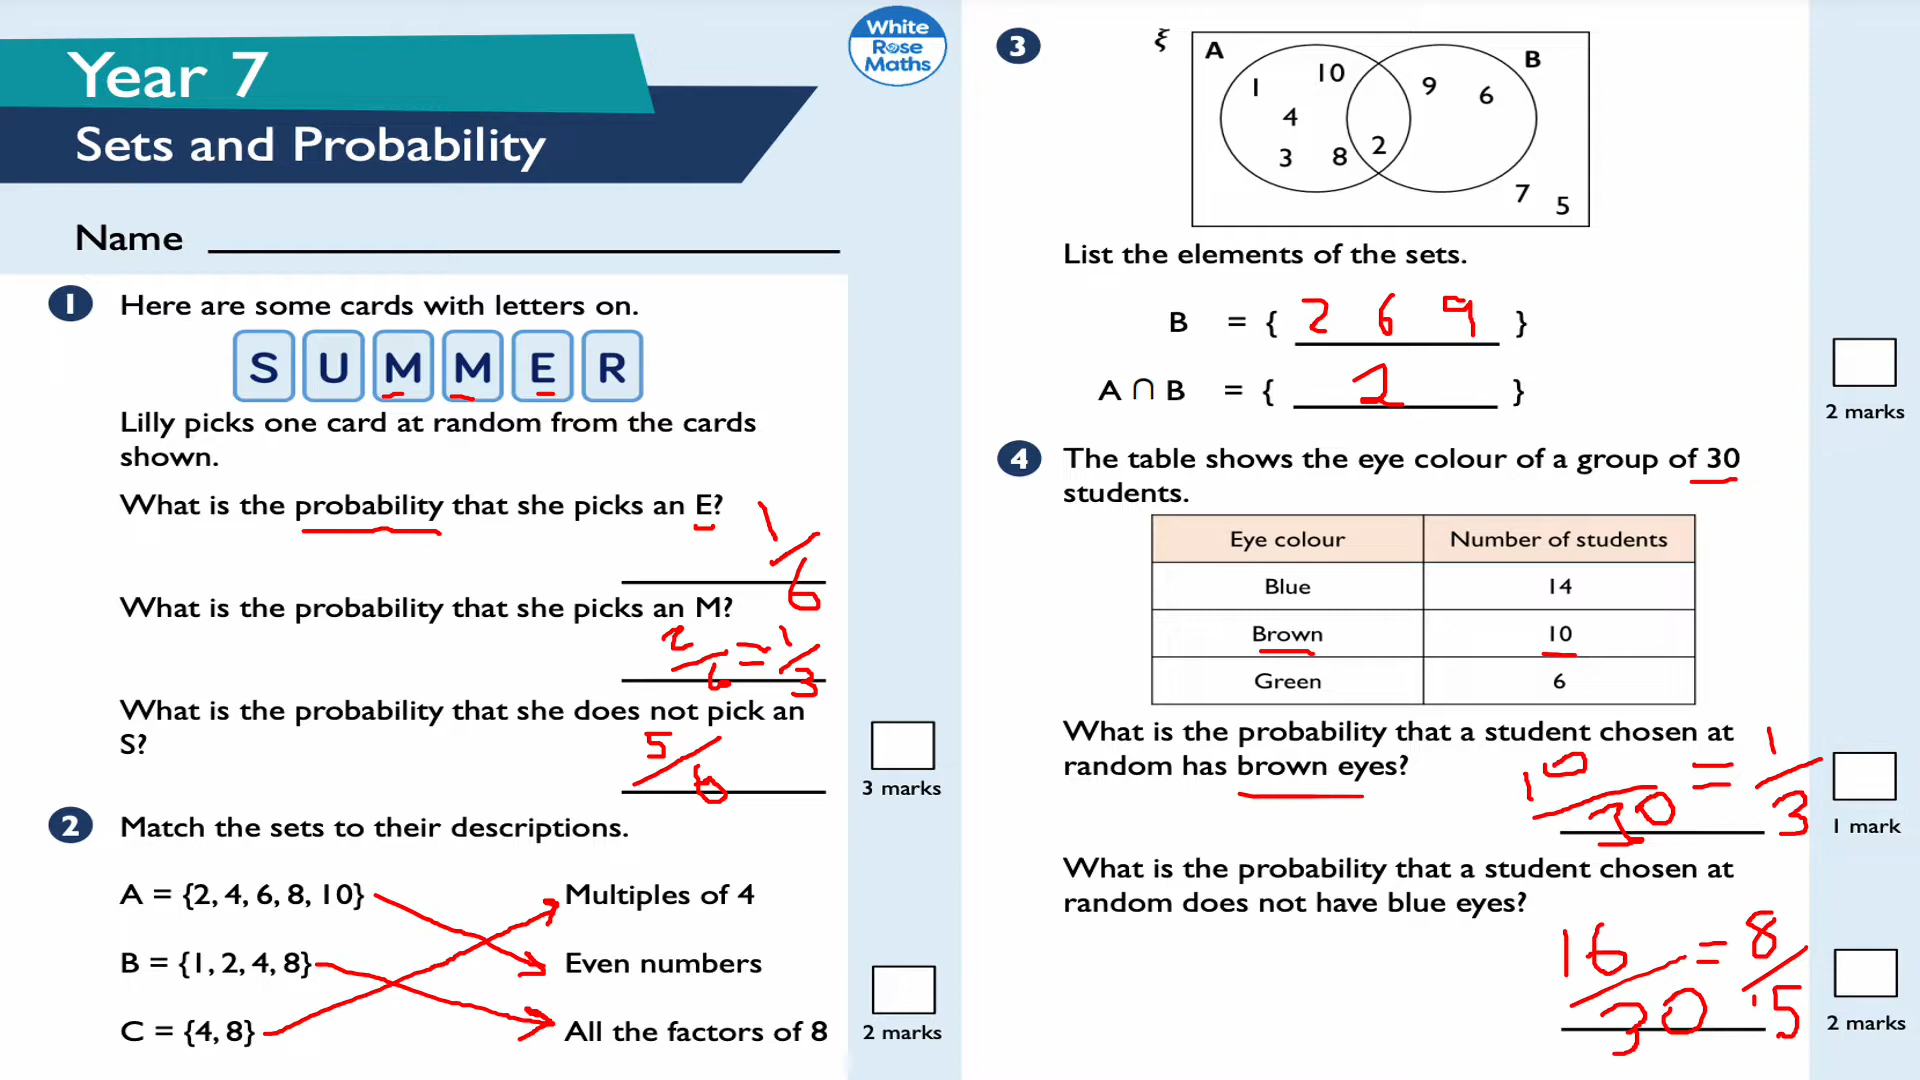 Year 7
Sets and Probability
White
Rose
Maths
Name
1
Here are some cards with letters on.
S U M M E R
Lilly picks one card at random from the cards
shown.
What is the probability that she picks an E?
1/6
What is the probability that she picks an M?
2/6 = 1/3
What is the probability that she does not pick an
S?
5/6
3 marks
2
Match the sets to their descriptions.
A = {2, 4, 6, 8, 10}
Multiples of 4
B = {1, 2, 4, 8}
Even numbers
C = {4, 8}
All the factors of 8
2 marks
3
ξ
A
B
1
10
9
6
4
3
8
2
7
5
List the elements of the sets.
B = { 2 6 9 }
A ∩ B = { 2 }
2 marks
4
The table shows the eye colour of a group of 30
students.
Eye colour Number of students
Blue 14
Brown 10
Green 6
What is the probability that a student chosen at
random has brown eyes?
10/30 = 1/3
1 mark
What is the probability that a student chosen at
random does not have blue eyes?
16/30 = 8/15
2 marks